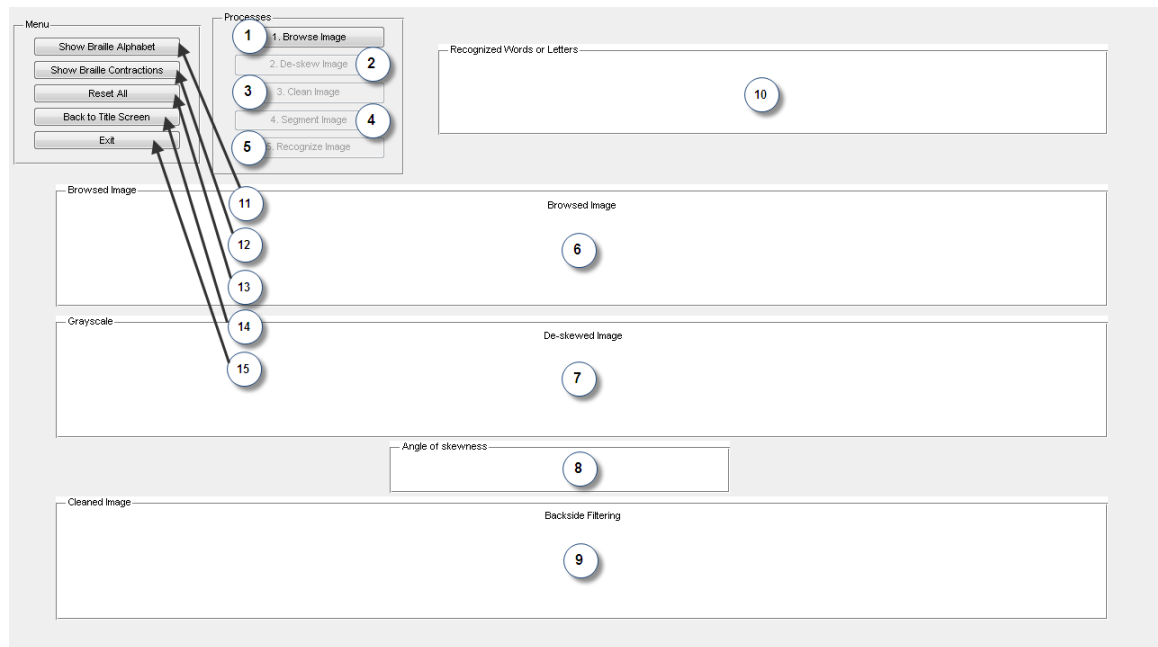 Menu
Show Braille Alphabet
Show Braille Contractions
Reset All
Back to Title Screen
Exit
Processes
1
1. Browse Image
2. De-skew Image
2
3
3. Clean Image
4. Segment Image
4
5
5. Recognize Image
Recognized Words or Letters
10
Browsed Image
Browsed Image
6
11
12
13
Grayscale
De-skewed Image
7
14
15
Angle of skewness
8
Cleaned Image
Backside Filtering
9